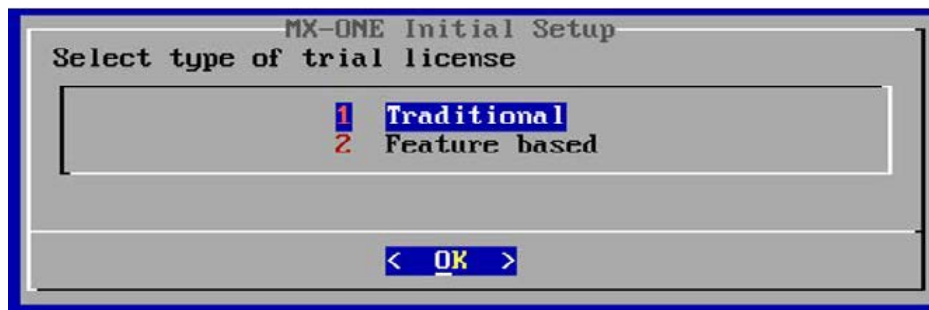 MX-ONE Initial Setup
Select type of trial license
1 Traditional
2 Feature based
< OK >